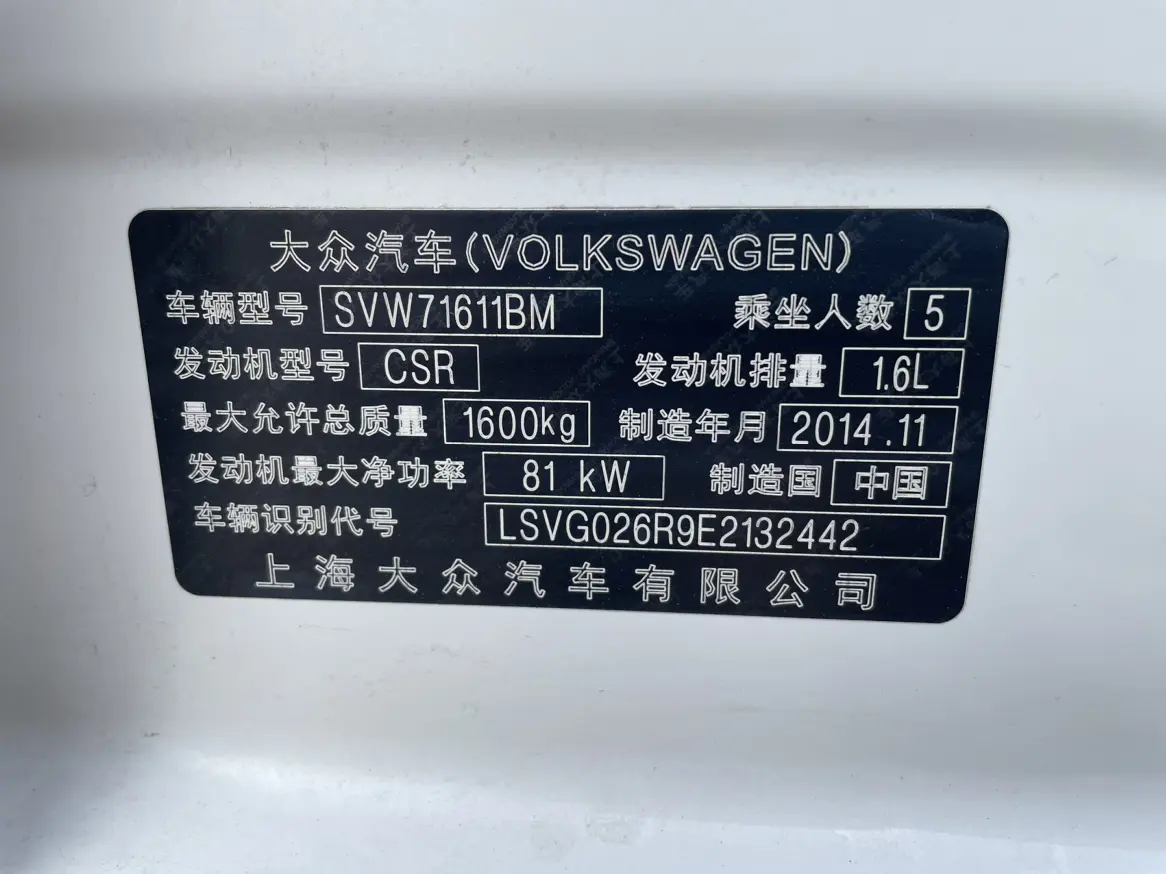 大众汽车(VOLKSWAGEN)
车辆型号 SVW71611BM 乘坐人数 5
发动机型号 CSR 发动机排量 1.6L
最大允许总质量 1600kg 制造年月 2014.11
发动机最大净功率 81 kW 制造国 中国
车辆识别代号 LSVG026R9E2132442
上海大众汽车有限公司